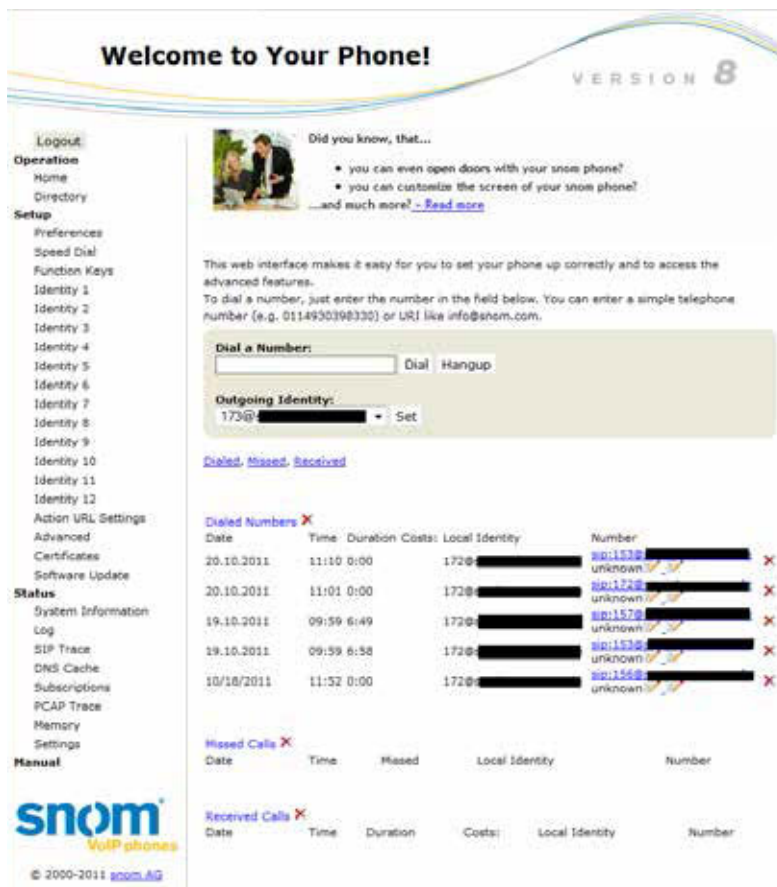 Welcome to Your Phone!
VERSION 8
Logout
Operation
Home
Directory
Setup
Preferences
Speed Dial
Function Keys
Identity 1
Identity 2
Identity 3
Identity 4
Identity 5
Identity 6
Identity 7
Identity 8
Identity 9
Identity 10
Identity 11
Identity 12
Action URL Settings
Advanced
Certificates
Software Update
Status
System Information
Log
SIP Trace
DNS Cache
Subscriptions
PCAP Trace
Memory
Settings
Manual
snom
VoIP phones
© 2000-2011 snom AG
Did you know, that...
• you can even open doors with your snom phone?
• you can customize the screen of your snom phone?
...and much more? - Read more
This web interface makes it easy for you to set your phone up correctly and to access the
advanced features.
To dial a number, just enter the number in the field below. You can enter a simple telephone
number (e.g. 0114930398330) or URI like info@snom.com.
Dial a Number:
Dial Hangup
Outgoing Identity:
173@ Set
Dialed, Missed, Received
Dialed Numbers
Date Time Duration Costs: Local Identity Number
20.10.2011 11:10 0:00 172@ sip:153@
unknown
20.10.2011 11:01 0:00 172@ sip:172@
unknown
19.10.2011 09:59 6:49 172@ sip:157@
unknown
19.10.2011 09:59 6:58 172@ sip:153@
unknown
10/18/2011 11:52 0:00 172@ sip:156@
unknown
Missed Calls
Date Time Missed Local Identity Number
Received Calls
Date Time Duration Costs: Local Identity Number